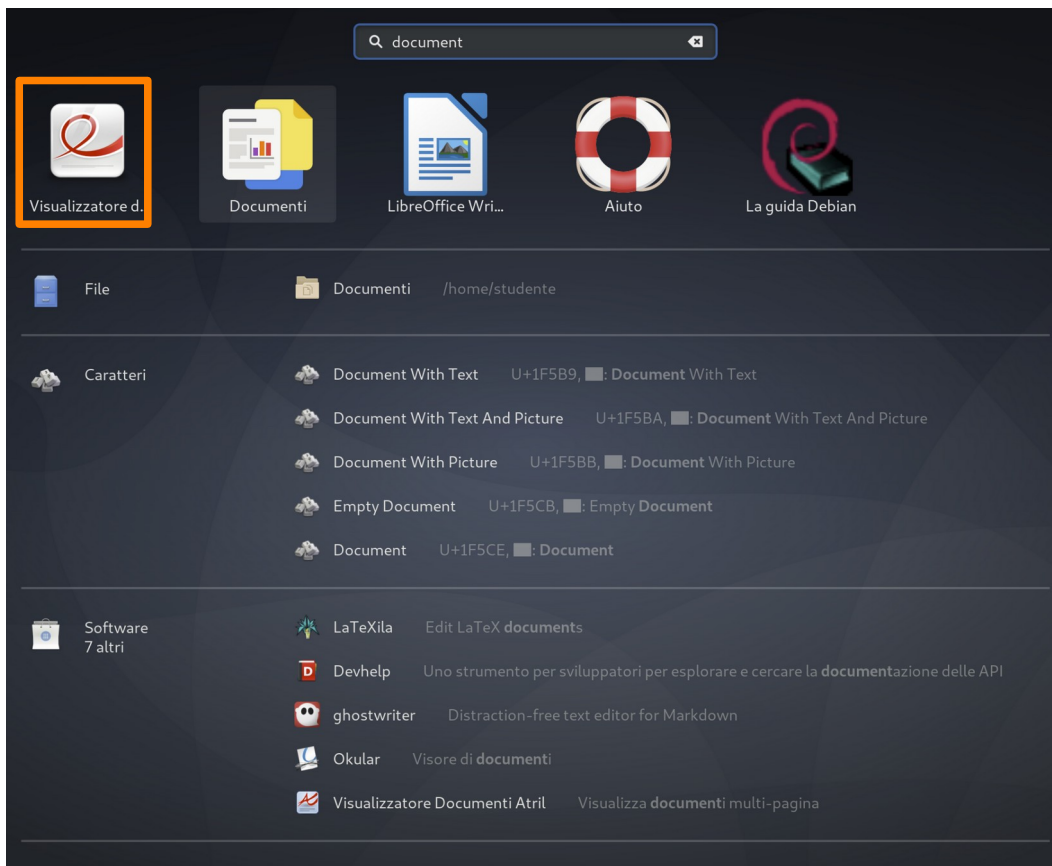 document
Visualizzatore d...
Documenti
LibreOffice Wri...
Aiuto
La guida Debian
File
Documenti /home/studente
Caratteri
Document With Text U+1F5B9, : Document With Text
Document With Text And Picture U+1F5BA, : Document With Text And Picture
Document With Picture U+1F5BB, : Document With Picture
Empty Document U+1F5CB, : Empty Document
Document U+1F5CE, : Document
Software
7 altri
LaTeXila Edit LaTeX documents
D
Devhelp Uno strumento per sviluppatori per esplorare e cercare la documentazione delle API
ghostwriter Distraction-free text editor for Markdown
Okular Visore di documenti
Visualizzatore Documenti Atril Visualizza documenti multi-pagina